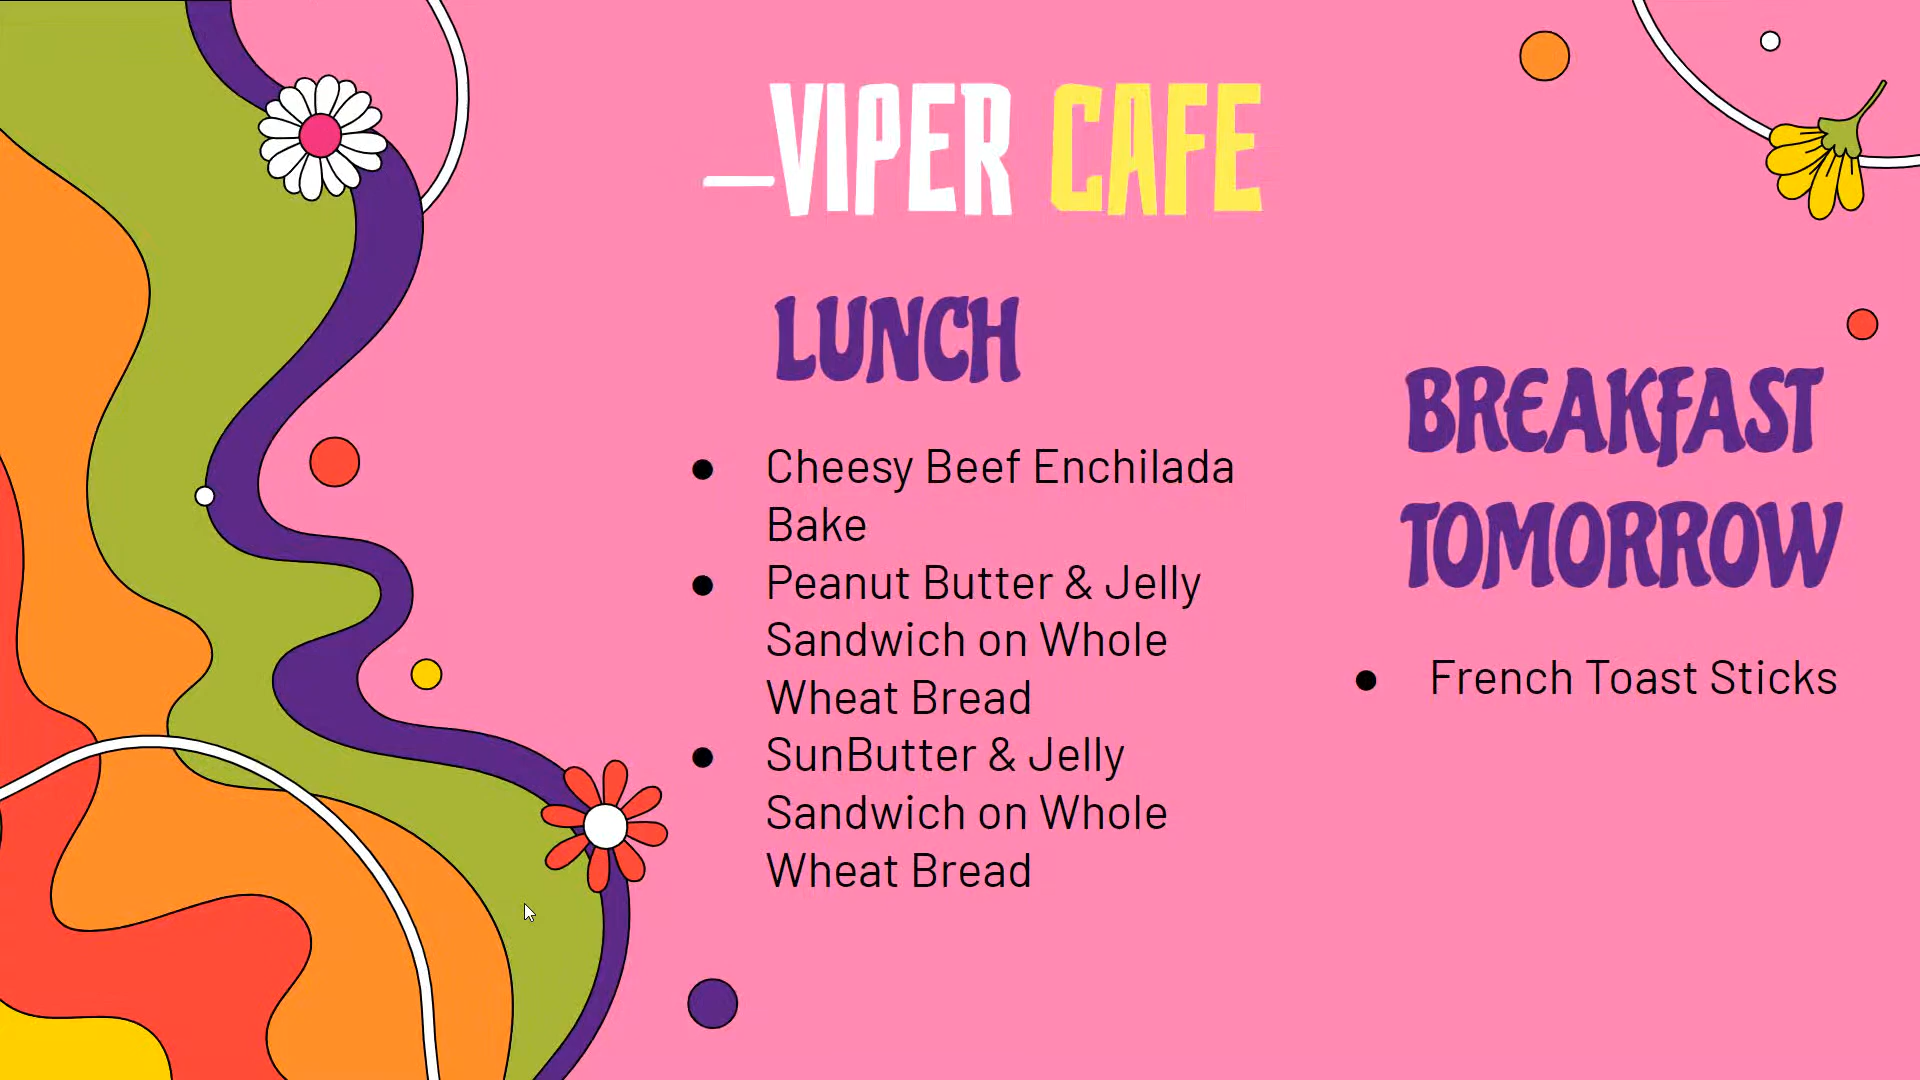 —VIPER CAFE
LUNCH
● Cheesy Beef Enchilada
Bake
● Peanut Butter & Jelly
Sandwich on Whole
Wheat Bread
● SunButter & Jelly
Sandwich on Whole
Wheat Bread
BREAKFAST
TOMORROW
● French Toast Sticks